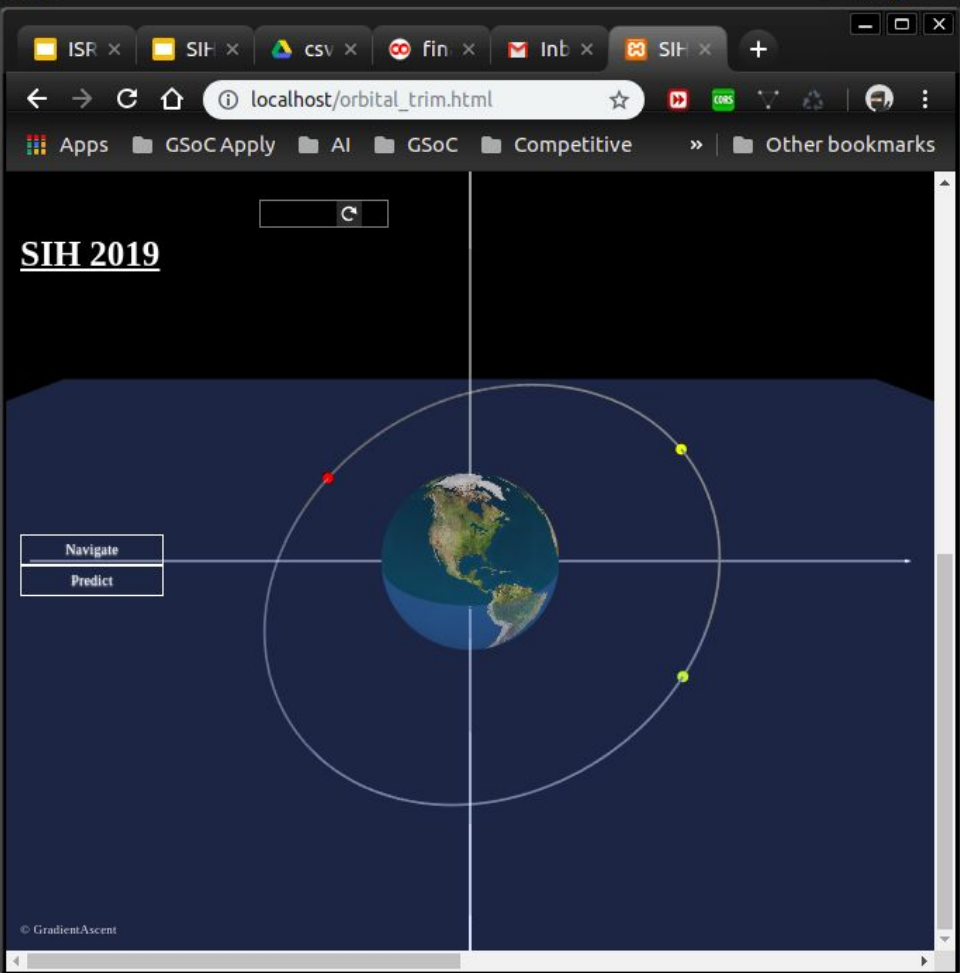 ISR SIH csv fin Inb SIH
localhost/orbital_trim.html CORS
Apps GSoC Apply AI GSoC Competitive » Other bookmarks
SIH 2019
Navigate
Predict
© GradientAscent